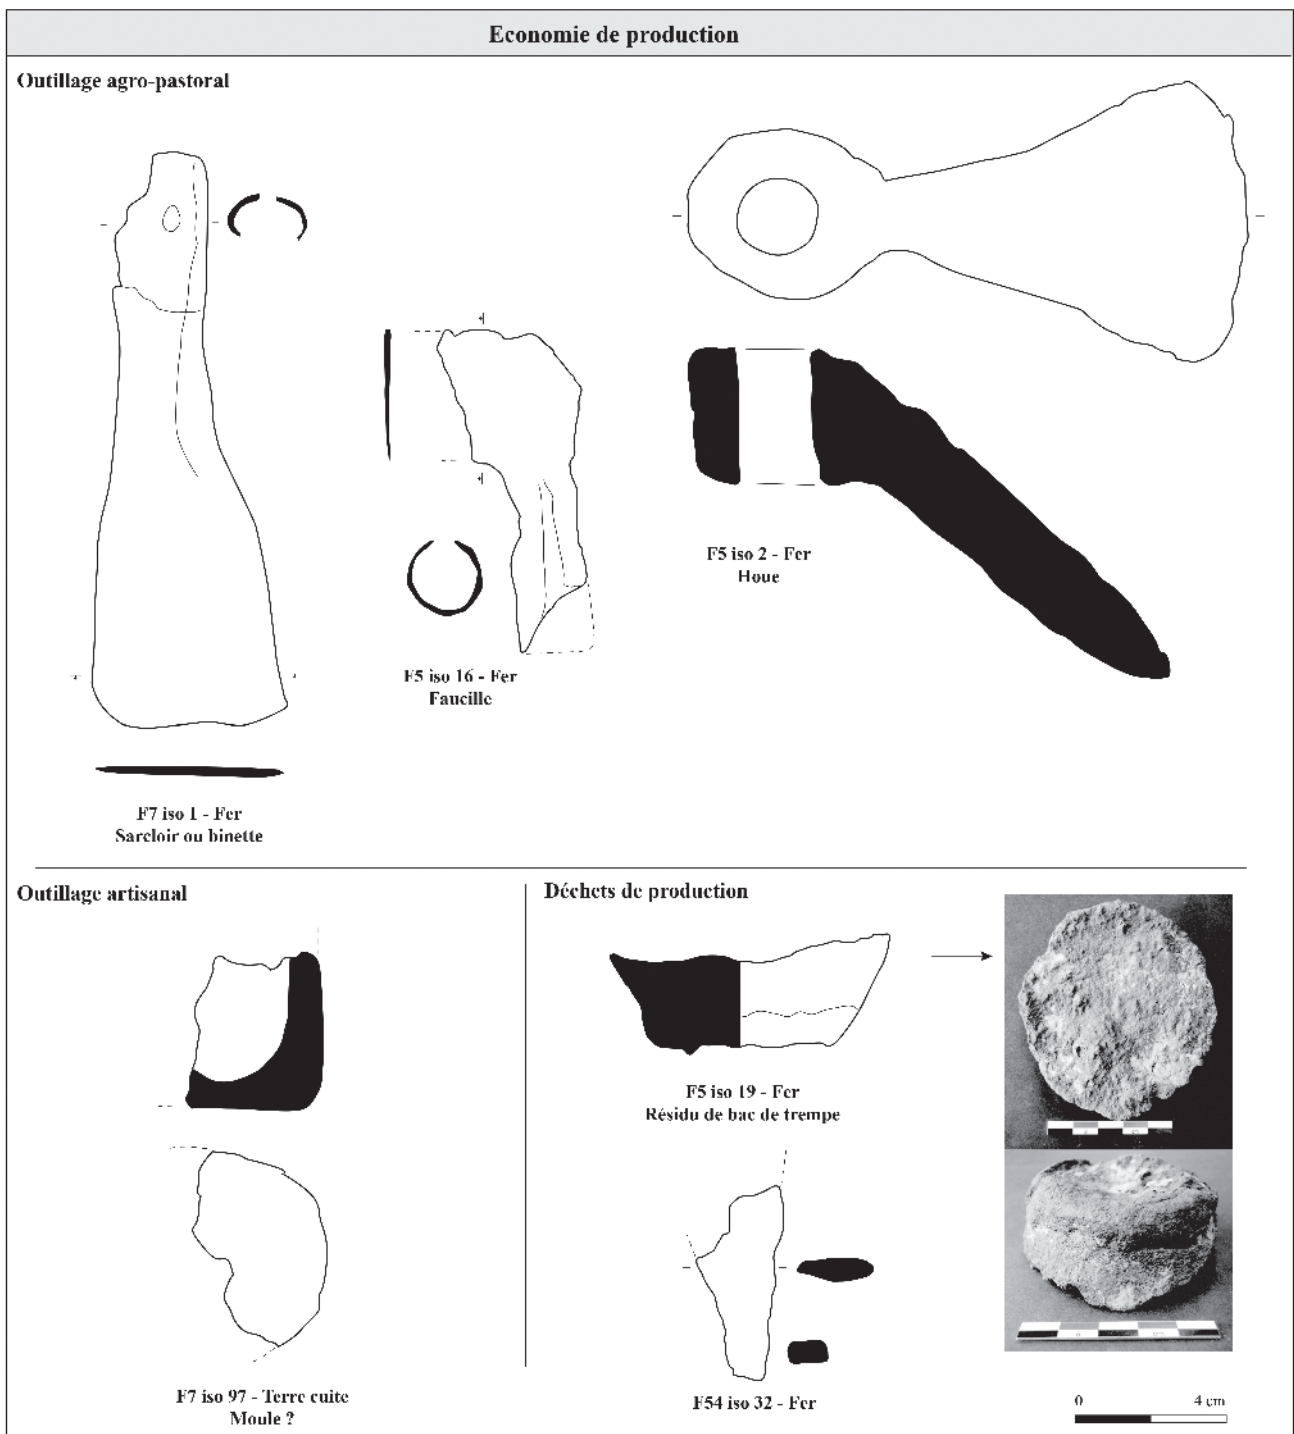 Economie de production
Outillage agro-pastoral
F5 iso 2 - Fer
Houe
F5 iso 16 - Fer
Faucille
F7 iso 1 - Fer
Sarcloir ou binette
Outillage artisanal
Déchets de production
F5 iso 19 - Fer
Résidu de bac de trempe
F7 iso 97 - Terre cuite
Moule ?
F54 iso 32 - Fer
0 4 cm